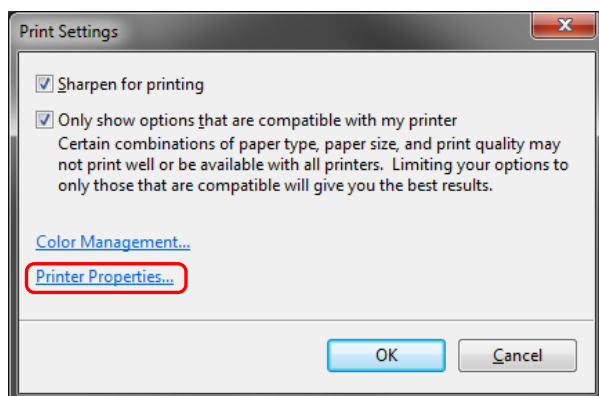 Print Settings
Sharpen for printing
Only show options that are compatible with my printer
Certain combinations of paper type, paper size, and print quality may
not print well or be available with all printers.  Limiting your options to
only those that are compatible will give you the best results.
Color Management...
Printer Properties...
OK
Cancel